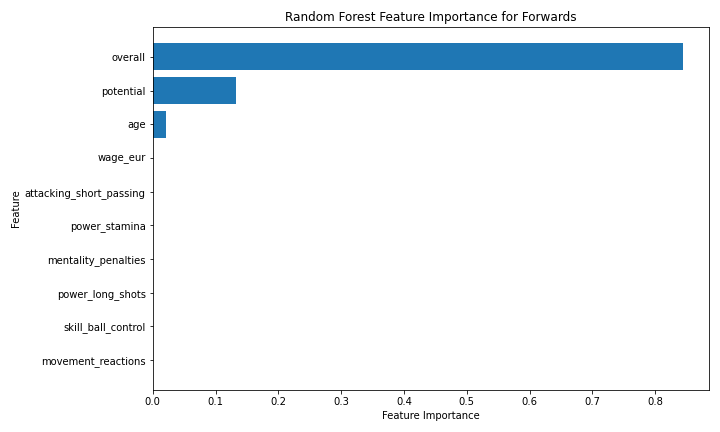 Random Forest Feature Importance for Forwards
overall
potential
age
wage_eur
attacking_short_passing
power_stamina
mentality_penalties
power_long_shots
skill_ball_control
movement_reactions
Feature
0.0 0.1 0.2 0.3 0.4 0.5 0.6 0.7 0.8
Feature Importance